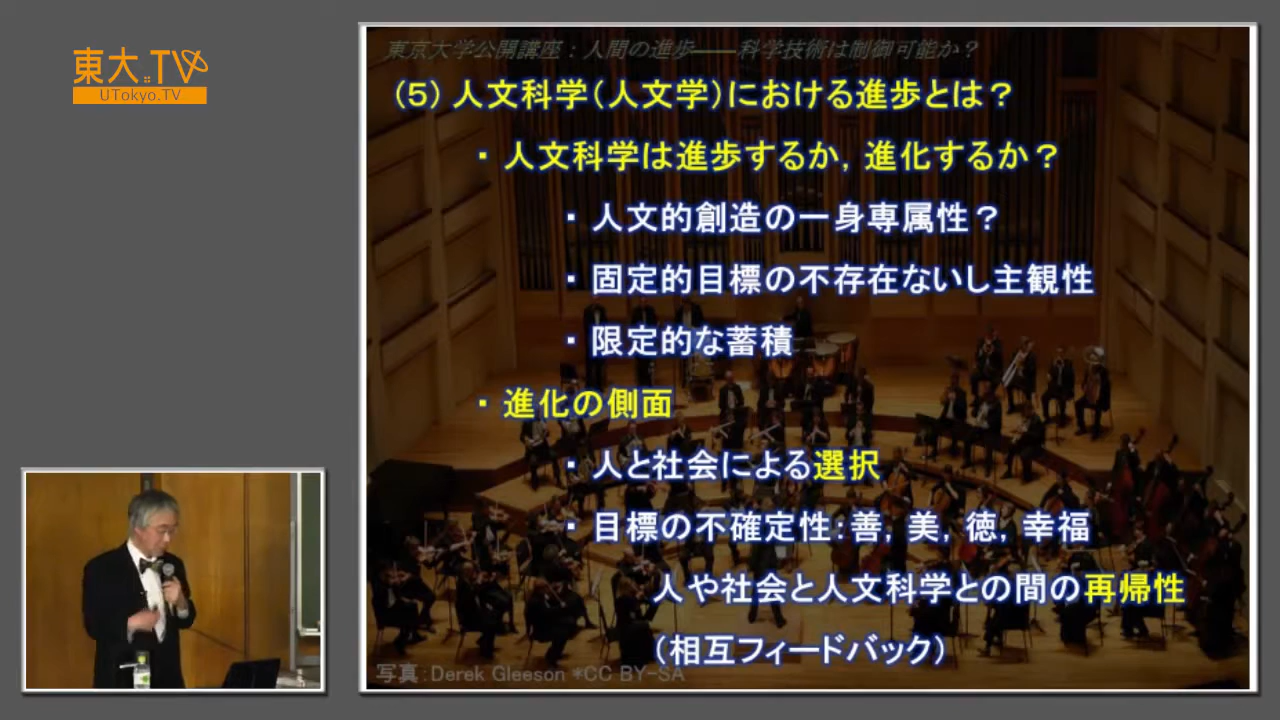 東大.TV
UTokyo.TV
東京大学公開講座：人間の進歩――科学技術は制御可能か？
（５）人文科学（人文学）における進歩とは？
・人文科学は進歩するか，進化するか？
・人文的創造の一身専属性？
・固定的目標の不存在ないし主観性
・限定的な蓄積
・進化の側面
・人と社会による選択
・目標の不確定性：善，美，徳，幸福
人や社会と人文科学との間の再帰性
（相互フィードバック）
写真：Derek Gleeson *CC BY-SA